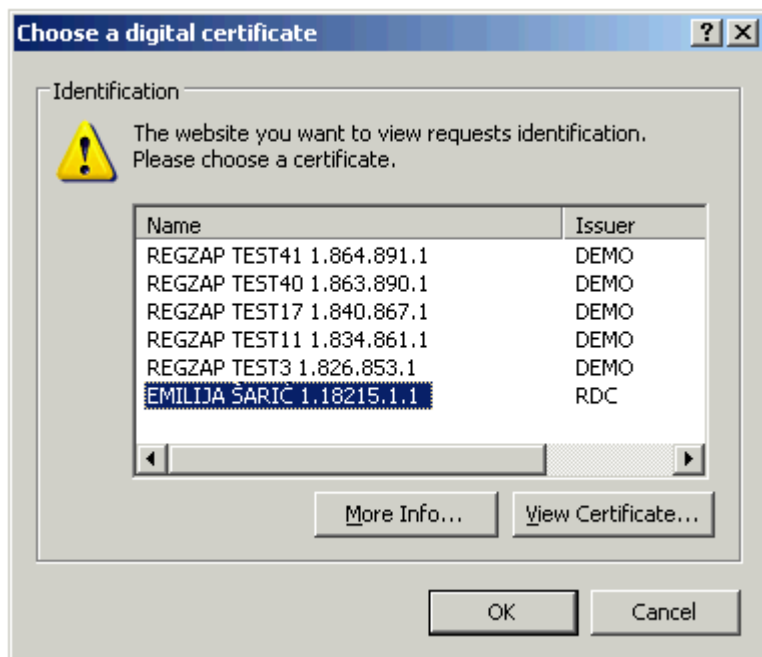 Choose a digital certificate
Identification
The website you want to view requests identification.
Please choose a certificate.
Name Issuer
REGZAP TEST41 1.864.891.1 DEMO
REGZAP TEST40 1.863.890.1 DEMO
REGZAP TEST17 1.840.867.1 DEMO
REGZAP TEST11 1.834.861.1 DEMO
REGZAP TEST3 1.826.853.1 DEMO
EMILIJA ŠARIĆ 1.18215.1.1 RDC
More Info... View Certificate...
OK Cancel